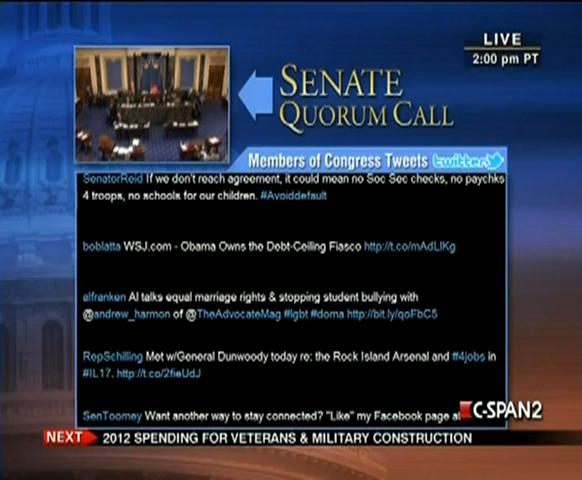 LIVE
2:00 pm PT
SENATE
QUORUM CALL
Members of Congress Tweets twitter
SenatorReid If we don't reach agreement, it could mean no Soc Sec checks, no paychks
4 troops, no schools for our children. #Avoiddefault
boblatta WSJ.com - Obama Owns the Debt-Ceiling Fiasco http://t.co/mAdLlKg
alfranken Al talks equal marriage rights & stopping student bullying with
@andrew_harmon of @TheAdvocateMag #lgbt #doma http://bit.ly/qoFbC5
RepSchilling Met w/General Dunwoody today re: the Rock Island Arsenal and #4jobs in
#IL17. http://t.co/2fieUdJ
SenToomey Want another way to stay connected? "Like" my Facebook page at
C-SPAN2
NEXT 2012 SPENDING FOR VETERANS & MILITARY CONSTRUCTION